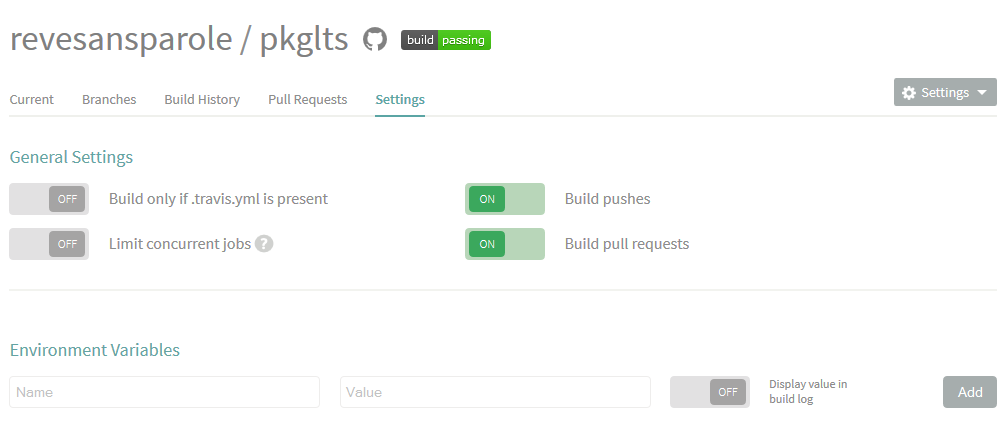 revesansparole / pkglts build passing
Current Branches Build History Pull Requests Settings Settings
General Settings
OFF Build only if .travis.yml is present ON Build pushes
OFF Limit concurrent jobs ? ON Build pull requests
Environment Variables
Name Value OFF Display value in
build log Add